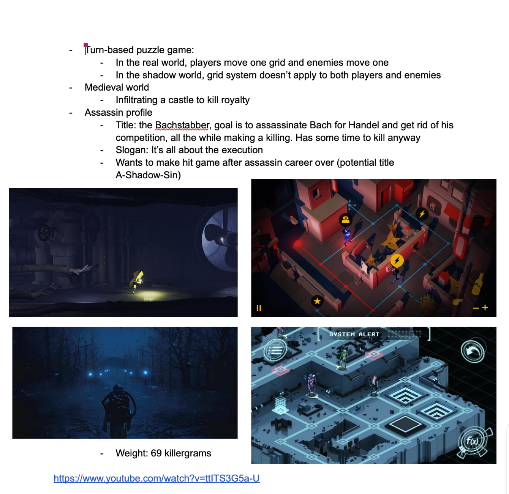 - Turn-based puzzle game:
- In the real world, players move one grid and enemies move one
- In the shadow world, grid system doesn't apply to both players and enemies
- Medieval world
- Infiltrating a castle to kill royalty
- Assassin profile
- Title: the Bachstabber, goal is to assassinate Bach for Handel and get rid of his
competition, all the while making a killing. Has some time to kill anyway
- Slogan: It's all about the execution
- Wants to make hit game after assassin career over (potential title
A-Shadow-Sin)
SYSTEM ALERT
f(x)
- Weight: 69 killergrams
https://www.youtube.com/watch?v=ttITS3G5a-U